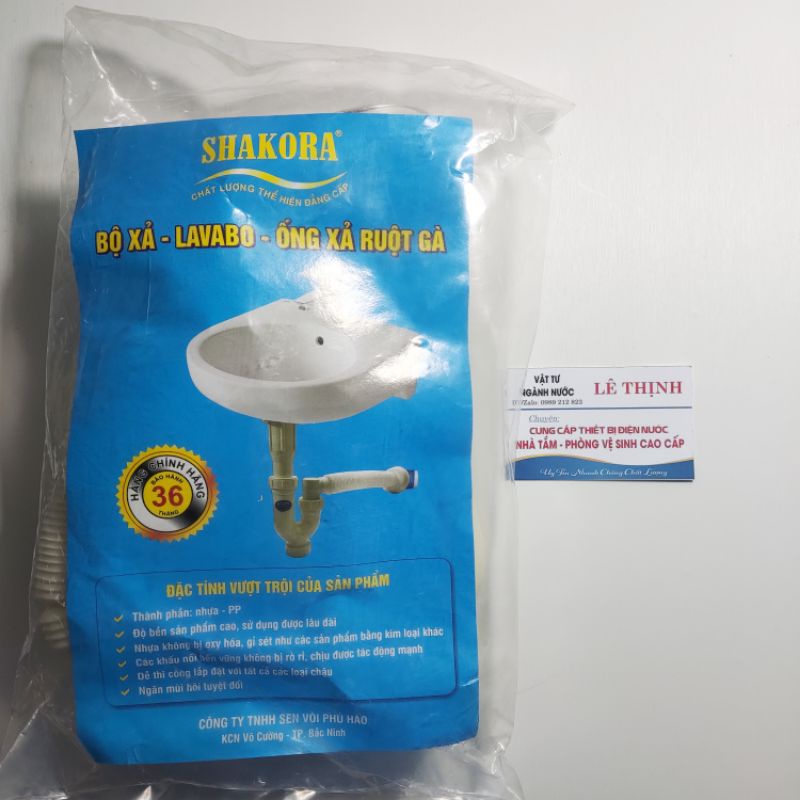 SHAKORA®
CHẤT LƯỢNG THỂ HIỆN ĐẲNG CẤP
BỘ XẢ - LAVABO - ỐNG XẢ RUỘT GÀ
HÀNG CHÍNH HÃNG
BẢO HÀNH
36
THÁNG
ĐẶC TÍNH VƯỢT TRỘI CỦA SẢN PHẨM
Thành phần: nhựa - PP
Độ bền sản phẩm cao, sử dụng được lâu dài
Nhựa không bị oxy hóa, gỉ sét như các sản phẩm bằng kim loại khác
Các khấu nối bền vững không bị rò rỉ, chịu được tác động mạnh
Dễ thi công lắp đặt với tất cả các loại chậu
Ngăn mùi hôi tuyệt đối
CÔNG TY TNHH SEN VÒI PHÚ HÀO
KCN Võ Cường - TP. Bắc Ninh
VẬT TƯ
NGÀNH NƯỚC
LÊ THỊNH
/Zalo: 0989 212 823
Chuyên:
CUNG CẤP THIẾT BỊ ĐIỆN NƯỚC
NHÀ TẮM - PHÒNG VỆ SINH CAO CẤP
Uy Tín Nhanh Chóng Chất Lượng